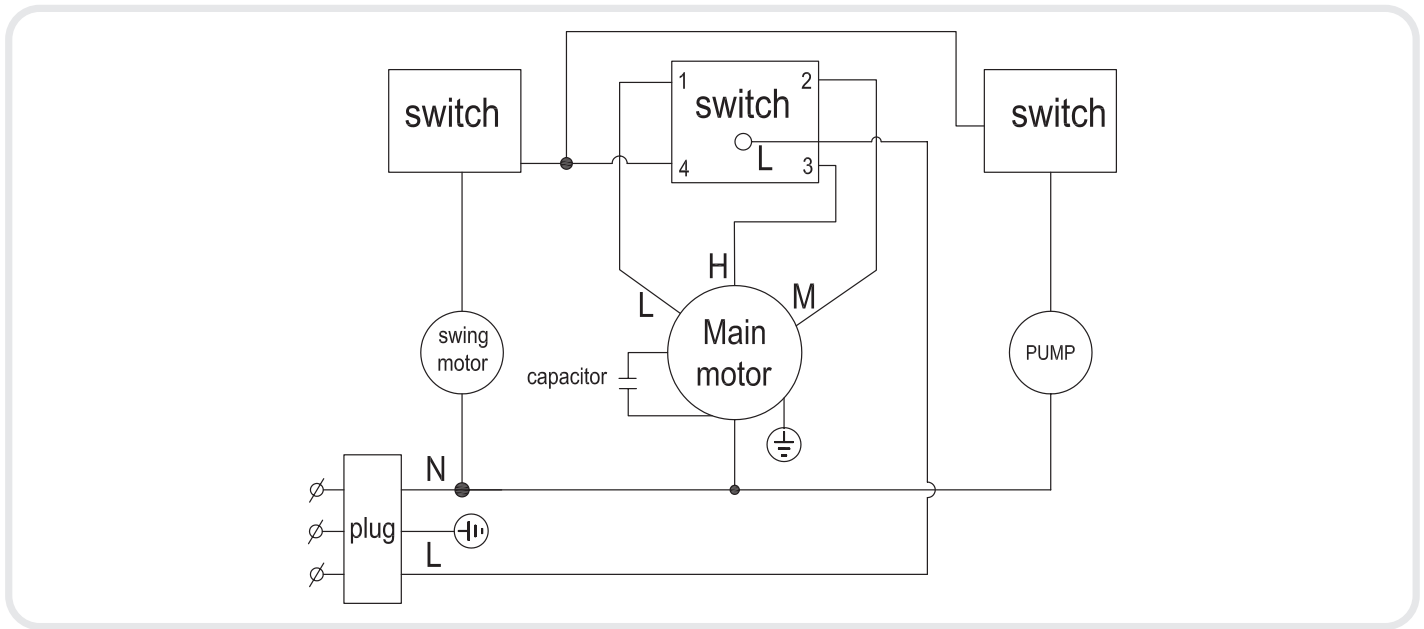 switch
1
2
switch
L
4
3
switch
H
L
M
swing
motor
Main
motor
PUMP
capacitor
N
plug
L